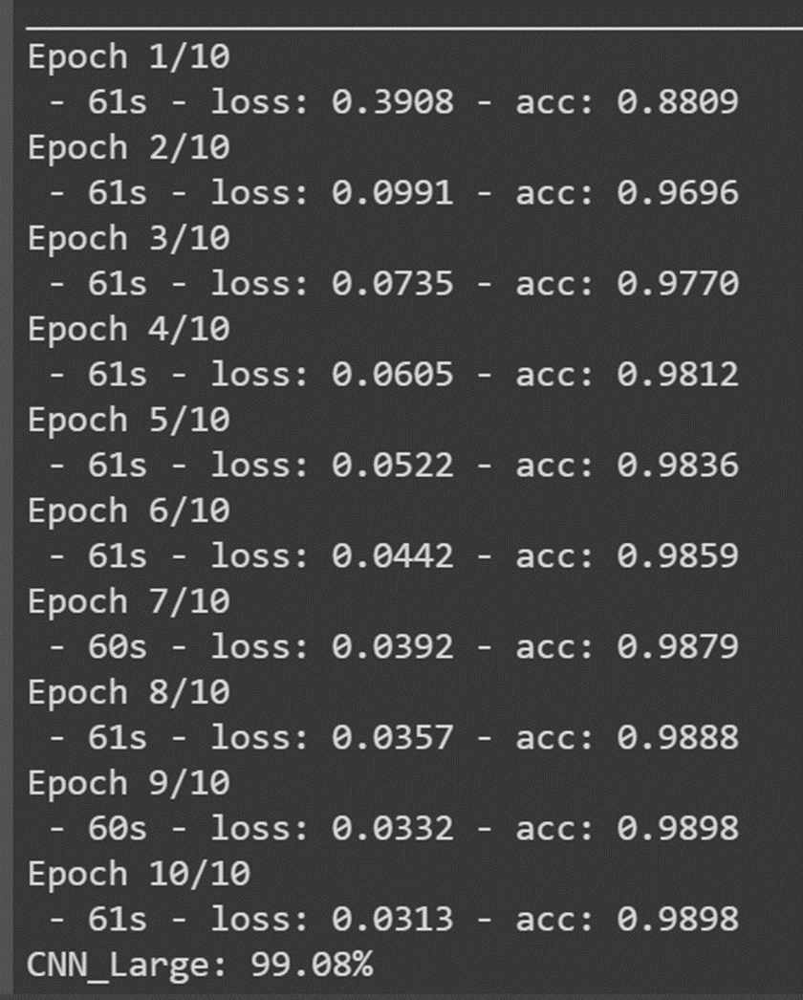 Epoch 1/10
- 61s - loss: 0.3908 - acc: 0.8809
Epoch 2/10
- 61s - loss: 0.0991 - acc: 0.9696
Epoch 3/10
- 61s - loss: 0.0735 - acc: 0.9770
Epoch 4/10
- 61s - loss: 0.0605 - acc: 0.9812
Epoch 5/10
- 61s - loss: 0.0522 - acc: 0.9836
Epoch 6/10
- 61s - loss: 0.0442 - acc: 0.9859
Epoch 7/10
- 60s - loss: 0.0392 - acc: 0.9879
Epoch 8/10
- 61s - loss: 0.0357 - acc: 0.9888
Epoch 9/10
- 60s - loss: 0.0332 - acc: 0.9898
Epoch 10/10
- 61s - loss: 0.0313 - acc: 0.9898
CNN_Large: 99.08%